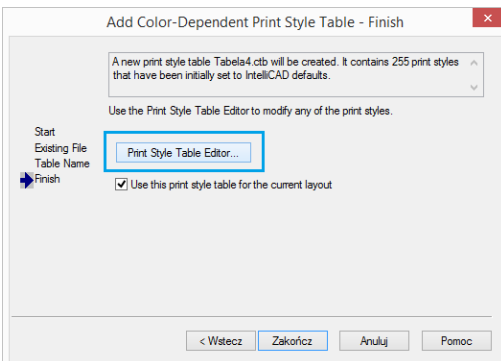 Add Color-Dependent Print Style Table - Finish
A new print style table Tabela4.ctb will be created. It contains 255 print styles
that have been initially set to IntelliCAD defaults.
Use the Print Style Table Editor to modify any of the print styles.
Start
Existing File
Table Name
Finish
Print Style Table Editor...
Use this print style table for the current layout
< Wstecz
Zakończ
Anuluj
Pomoc